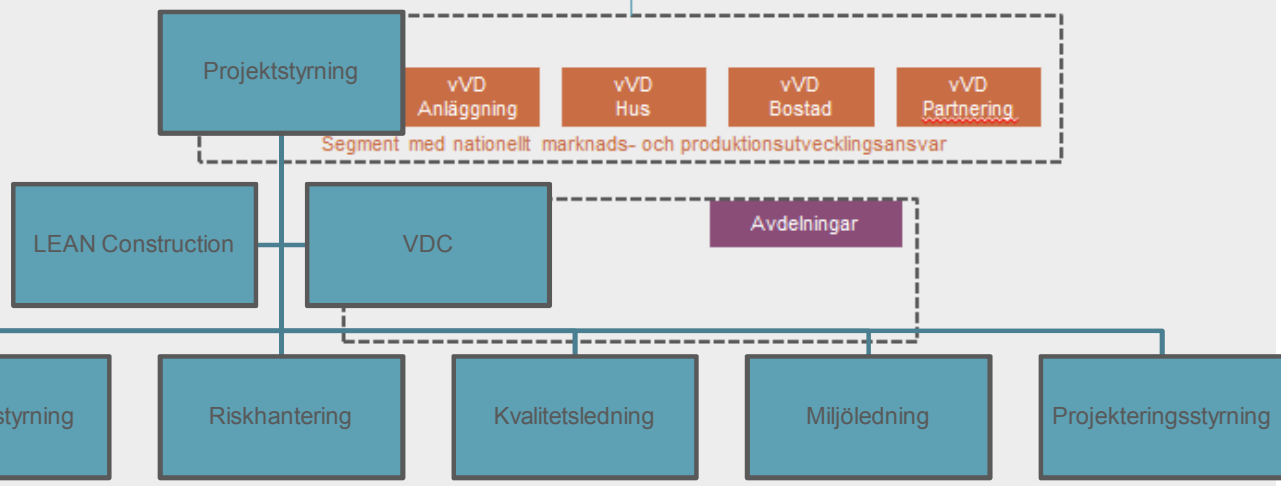 Projektstyrning
vVD
Anläggning
vVD
Hus
vVD
Bostad
vVD
Partnering
Segment med nationellt marknads- och produktionsutvecklingsansvar
LEAN Construction
VDC
Avdelningar
styrning
Riskhantering
Kvalitetsledning
Miljöledning
Projekteringsstyrning